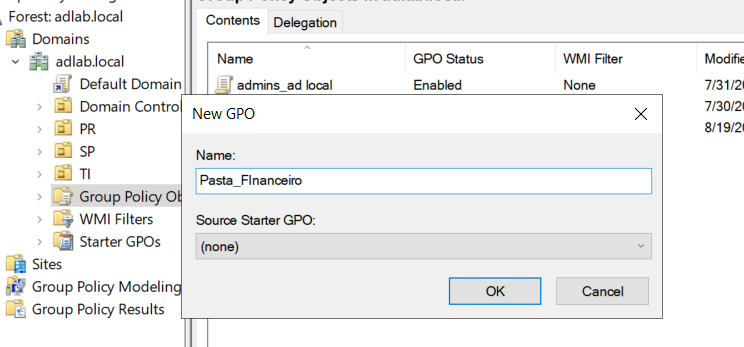 Forest: adlab.local
Domains
adlab.local
Default Domain
Domain Control
PR
SP
TI
Group Policy Ob
WMI Filters
Starter GPOs
Sites
Group Policy Modeling
Group Policy Results
Contents Delegation
Name GPO Status WMI Filter Modifie
admins_ad local Enabled None 7/31/20
7/30/20
8/19/20
New GPO
Name:
Pasta_FInanceiro
Source Starter GPO:
(none)
OK Cancel